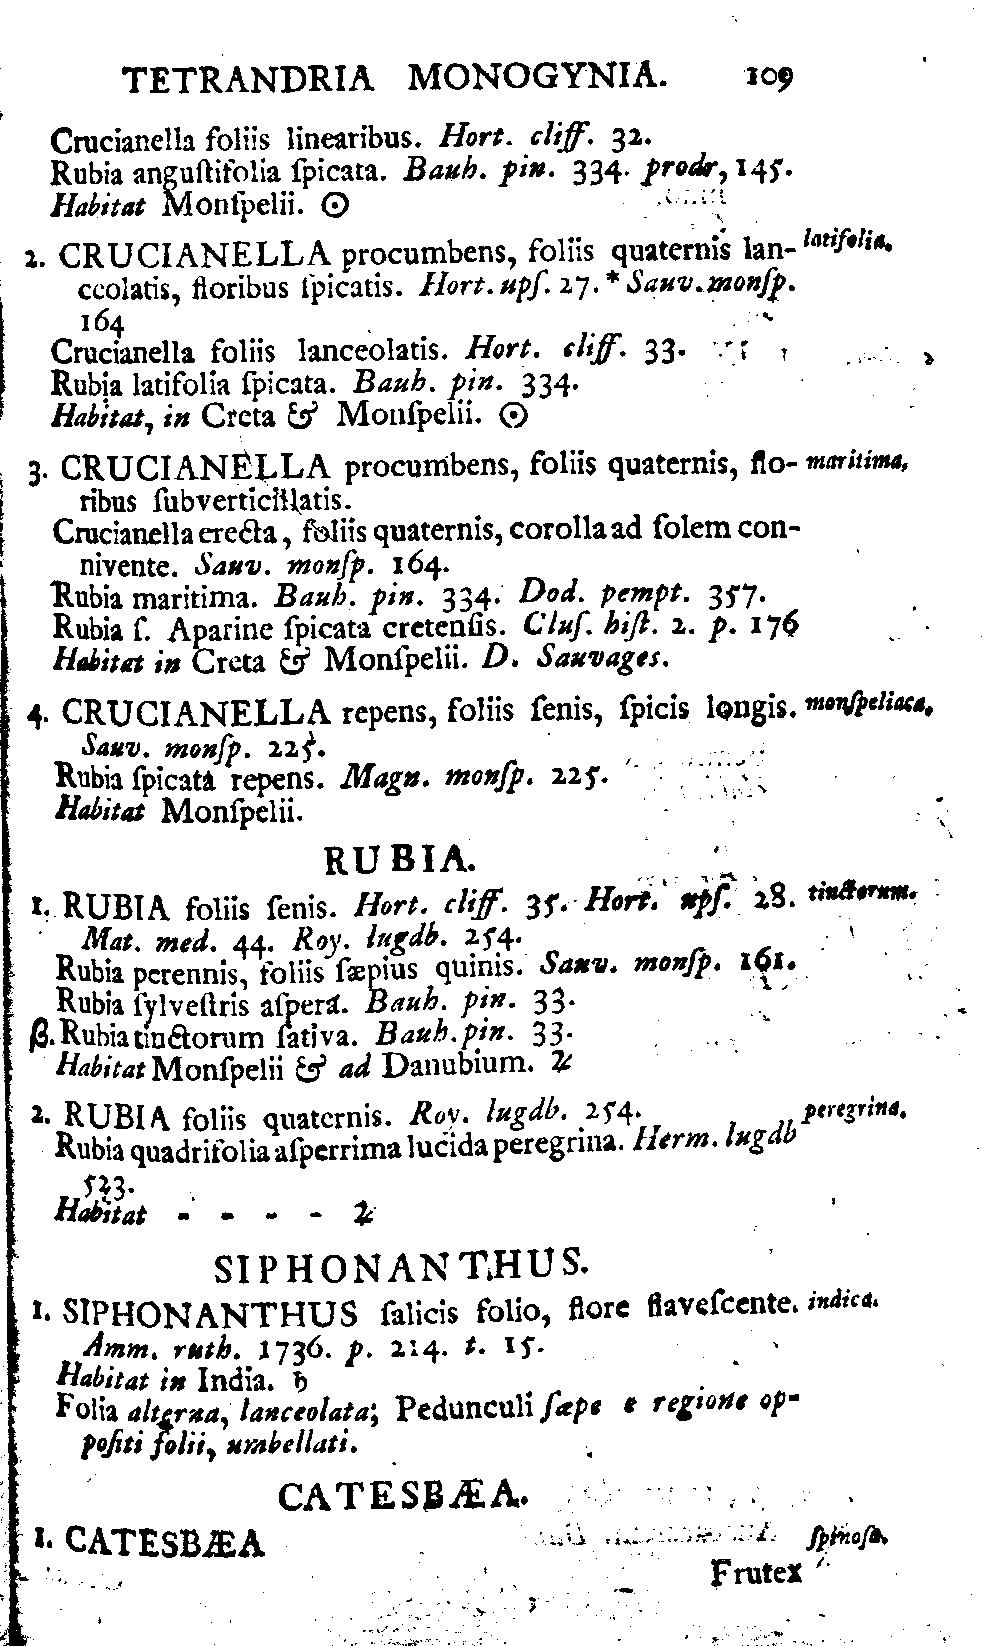 TETRANDRIA MONOGYNIA. 109
Crucianella foliis linearibus. Hort. cliff. 32.
Rubia anguſtifolia ſpicata. Bauh. pin. 334. prodr, 145.
Habitat Monſpelii. ☉
2. CRUCIANELLA procumbens, foliis quaternis lan- latifolia.
ceolatis, floribus ſpicatis. Hort. upſ. 27. * Sauv. monſp.
164
Crucianella foliis lanceolatis. Hort. cliff. 33.
Rubia latifolia ſpicata. Bauh. pin. 334.
Habitat, in Creta & Monſpelii. ☉
3. CRUCIANELLA procumbens, foliis quaternis, flo- maritima.
ribus ſubverticillatis.
Crucianella erecta, foliis quaternis, corolla ad ſolem con-
nivente. Sauv. monſp. 164.
Rubia maritima. Bauh. pin. 334. Dod. pempt. 357.
Rubia ſ. Aparine ſpicata cretenſis. Cluſ. hiſt. 2. p. 176
Habitat in Creta & Monſpelii. D. Sauvages.
4. CRUCIANELLA repens, foliis ſenis, ſpicis longis. monſpeliaca.
Sauv. monſp. 225.
Rubia ſpicata repens. Magn. monſp. 225.
Habitat Monſpelii.
RUBIA.
1. RUBIA foliis ſenis. Hort. cliff. 35. Hort. upſ. 28. tinctorum.
Mat. med. 44. Roy. lugdb. 254.
Rubia perennis, foliis ſæpius quinis. Sauv. monſp. 161.
Rubia ſylveſtris aſpera. Bauh. pin. 33.
β. Rubia tinctorum ſativa. Bauh. pin. 33.
Habitat Monſpelii & ad Danubium. ♃
2. RUBIA foliis quaternis. Roy. lugdb. 254. peregrina.
Rubia quadrifolia aſperrima lucida peregrina. Herm. lugdb
523.
Habitat - - - - ♃
SIPHONANTHUS.
1. SIPHONANTHUS ſalicis folio, flore flaveſcente. indica.
Amm. ruth. 1736. p. 214. t. 15.
Habitat in India. ♄
Folia alterna, lanceolata; Pedunculi ſæpe e regione op-
poſiti folii, umbellati.
CATESBÆA.
1. CATESBÆA ſpinoſa.
Frutex